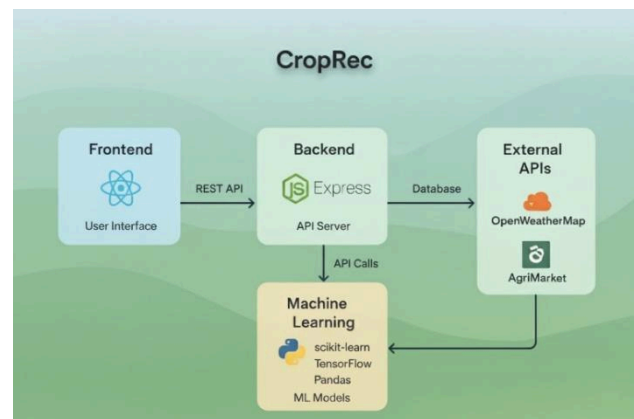 CropRec
Frontend
User Interface
REST API
Backend
JS Express
API Server
Database
External
APIs
OpenWeatherMap
AgriMarket
API Calls
Machine
Learning
scikit-learn
TensorFlow
Pandas
ML Models